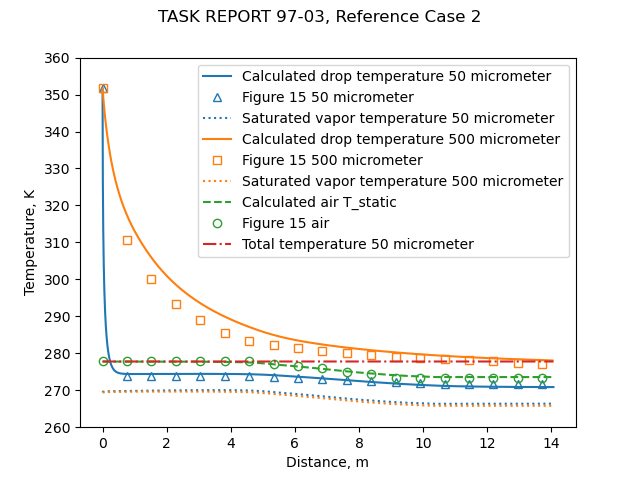 TASK REPORT 97-03, Reference Case 2
360
350
340
330
320
310
300
290
280
270
260
Temperature, K
Calculated drop temperature 50 micrometer
Figure 15 50 micrometer
Saturated vapor temperature 50 micrometer
Calculated drop temperature 500 micrometer
Figure 15 500 micrometer
Saturated vapor temperature 500 micrometer
Calculated air T_static
Figure 15 air
Total temperature 50 micrometer
0 2 4 6 8 10 12 14
Distance, m